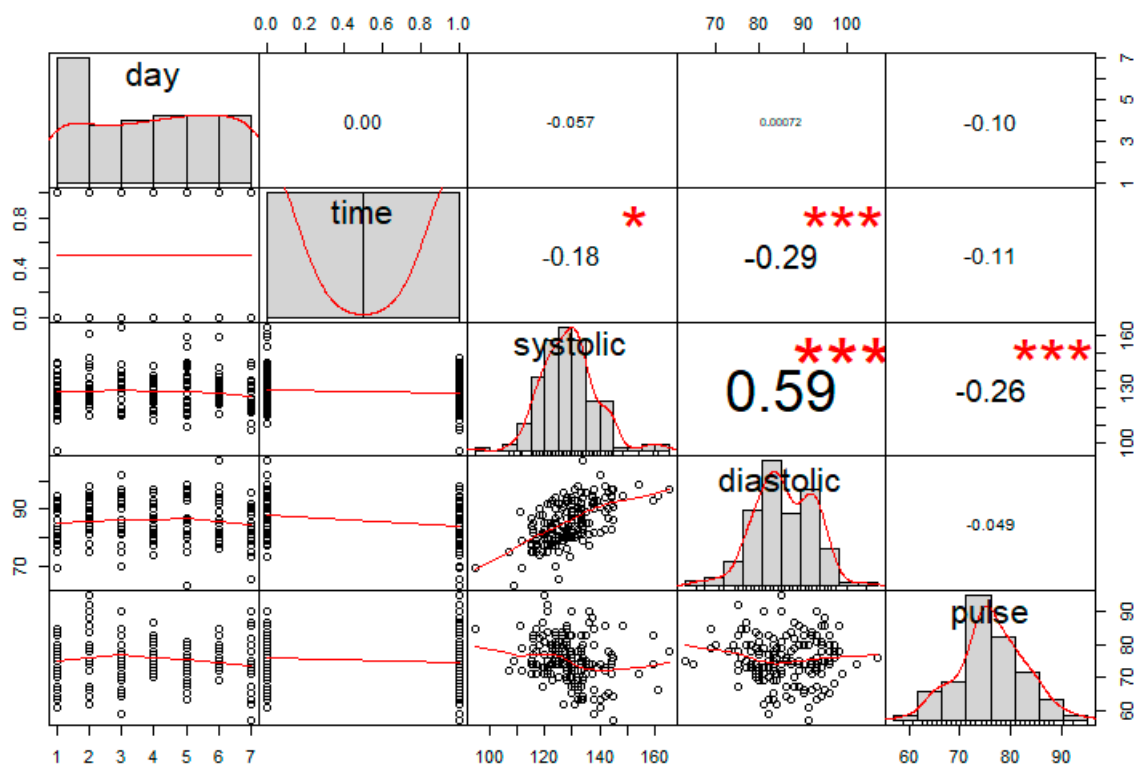 0.0 0.2 0.4 0.6 0.8 1.0 70 80 90 100
day 0.00 -0.057 0.00072 -0.10 1 3 5 7
0.0 0.4 0.8 time -0.18 * -0.29 *** -0.11
systolic 0.59 *** -0.26 *** 100 130 160
70 90 diastolic -0.049
pulse 60 70 80 90
1 2 3 4 5 6 7 100 120 140 160 60 70 80 90